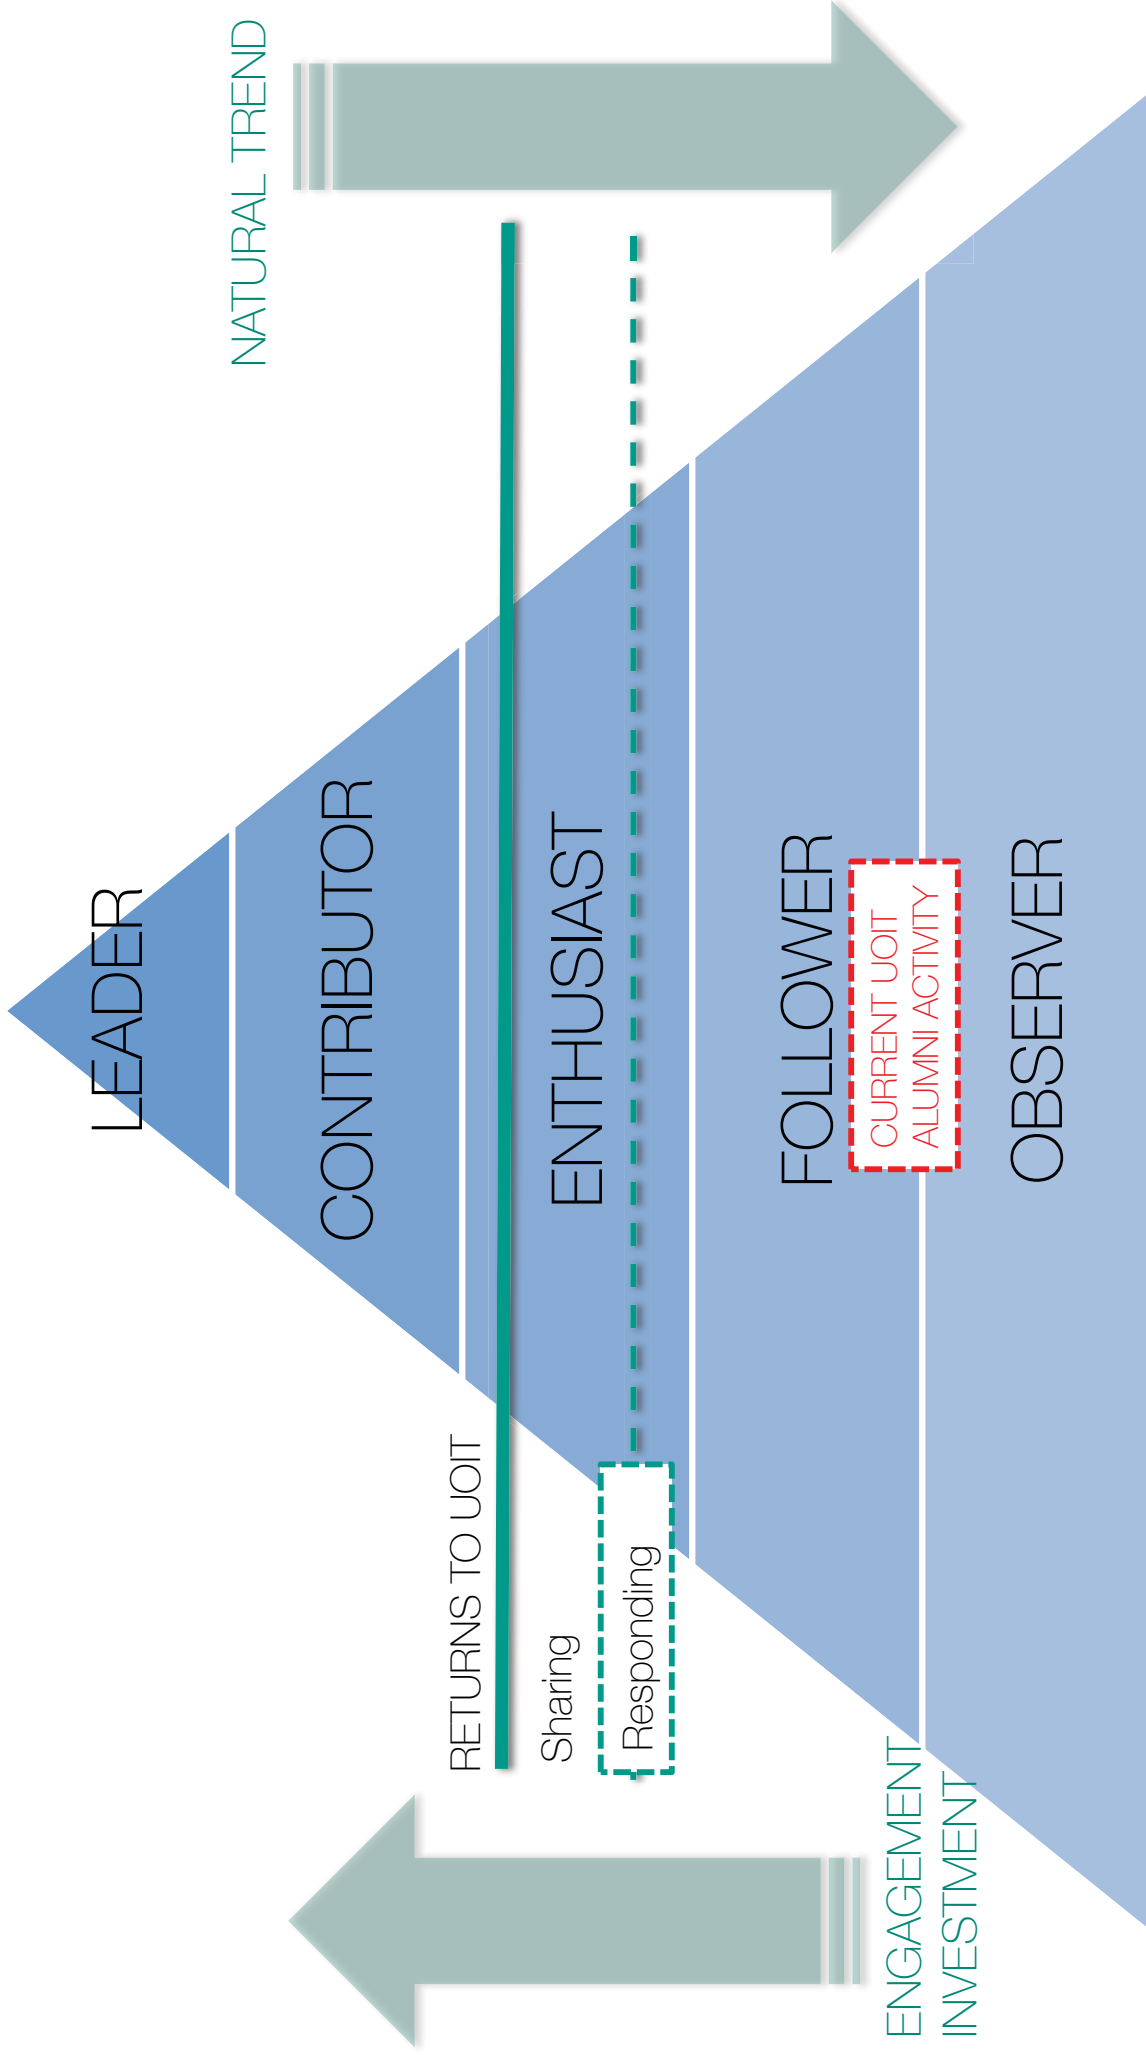 LEADER
NATURAL TREND
CONTRIBUTOR
RETURNS TO UOIT
Sharing
ENTHUSIAST
Responding
FOLLOWER
CURRENT UOIT
ALUMNI ACTIVITY
ENGAGEMENT
INVESTMENT
OBSERVER